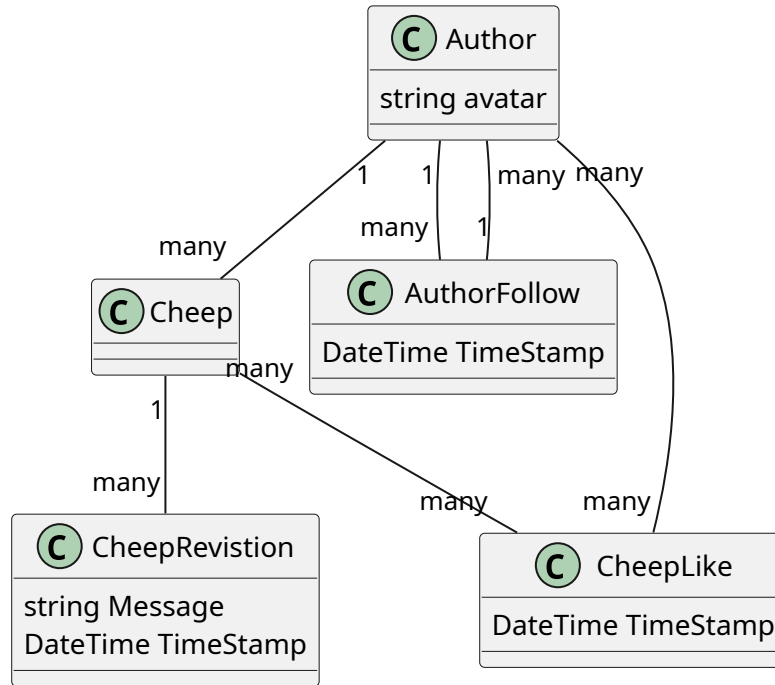 C Author
string avatar
1
1
many
many
many
many
1
C Cheep
C AuthorFollow
DateTime TimeStamp
many
1
many
many
many
C CheepRevistion
string Message
DateTime TimeStamp
C CheepLike
DateTime TimeStamp